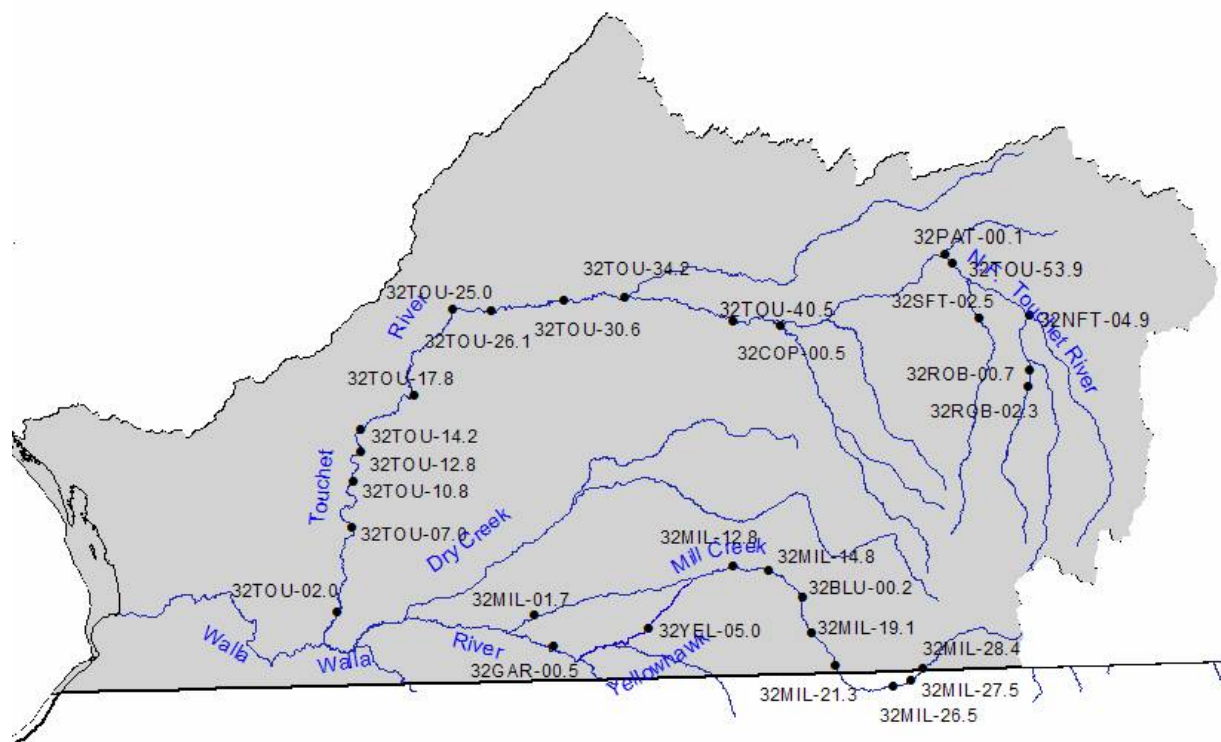 32PAT-00.1
N.F. Touchet River
32TOU-53.9
32TOU-34.2
32TOU-25.0
River
32TOU-26.1
32TOU-30.6
32TOU-40.5
32COP-00.5
32SFT-02.5
32NFT-04.9
32ROB-00.7
32ROB-02.3
32TOU-17.8
32TOU-14.2
32TOU-12.8
32TOU-10.8
Touchet
32TOU-07.0
Dry Creek
32MIL-12.8
Mill Creek
32MIL-14.8
32BLU-00.2
32TOU-02.0
32MIL-01.7
32YEL-05.0
32MIL-19.1
Walla
Walla
River
32GAR-00.5
Yellowhawk
32MIL-28.4
32MIL-21.3
32MIL-27.5
32MIL-26.5